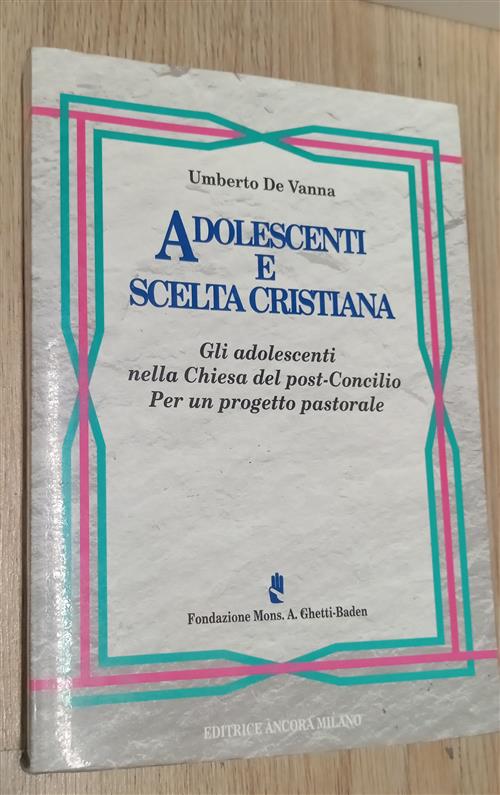 Umberto De Vanna
ADOLESCENTI
E
SCELTA CRISTIANA
Gli adolescenti
nella Chiesa del post-Concilio
Per un progetto pastorale
Fondazione Mons. A. Ghetti-Baden
EDITRICE ÀNCORA MILANO